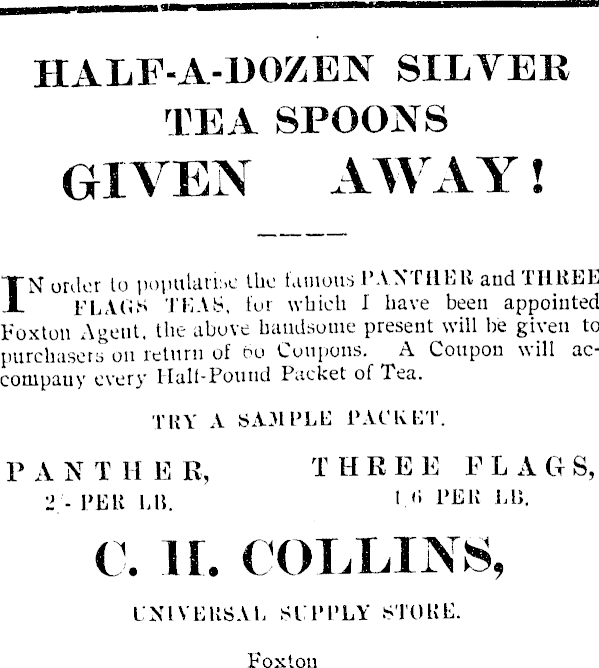 HALF-A-DOZEN SILVER
TEA SPOONS
GIVEN AWAY!
IN order to popularise the famous PANTHER and THREE
FLAGS TEAS, for which I have been appointed
Foxton Agent, the above handsome present will be given to
purchasers on return of 60 Coupons. A Coupon will ac-
company every Half-Pound Packet of Tea.
TRY A SAMPLE PACKET.
PANTHER, THREE FLAGS,
2/- PER LB. 1/6 PER LB.
C. H. COLLINS,
UNIVERSAL SUPPLY STORE.
Foxton